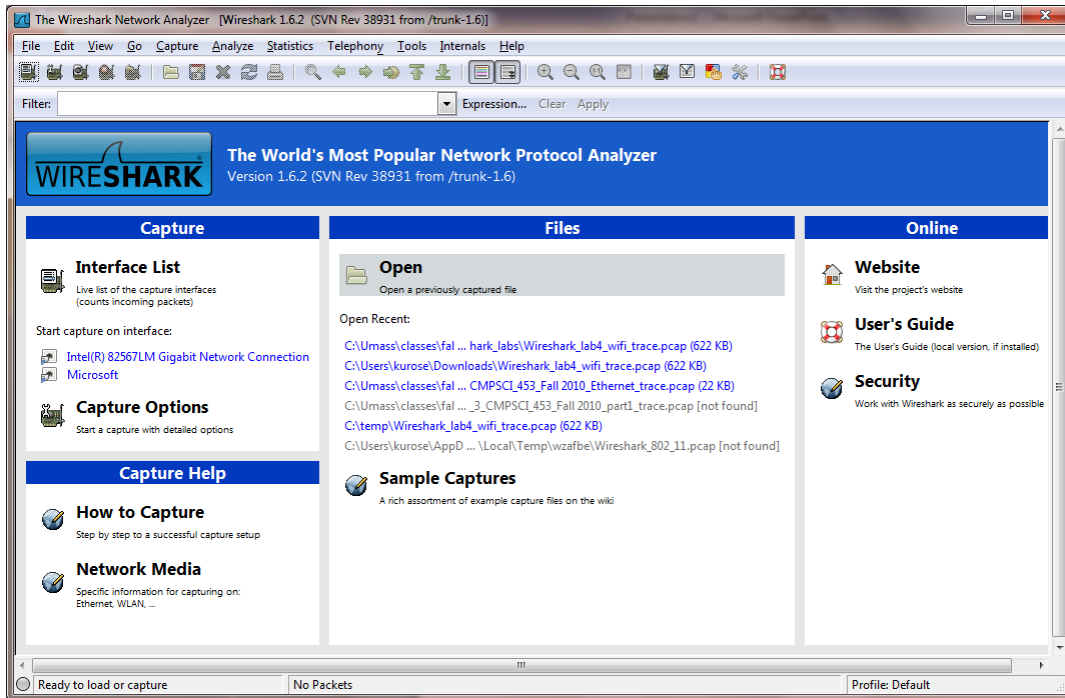 The Wireshark Network Analyzer [Wireshark 1.6.2 (SVN Rev 38931 from /trunk-1.6)]
File Edit View Go Capture Analyze Statistics Telephony Tools Internals Help
Filter:
Expression... Clear Apply
WIRESHARK
The World's Most Popular Network Protocol Analyzer
Version 1.6.2 (SVN Rev 38931 from /trunk-1.6)
Capture
Interface List
Live list of the capture interfaces
(counts incoming packets)
Start capture on interface:
Intel(R) 82567LM Gigabit Network Connection
Microsoft
Capture Options
Start a capture with detailed options
Capture Help
How to Capture
Step by step to a successful capture setup
Network Media
Specific information for capturing on:
Ethernet, WLAN, ...
Files
Open
Open a previously captured file
Open Recent:
C:\Umass\classes\fal ... hark_labs\Wireshark_lab4_wifi_trace.pcap (622 KB)
C:\Users\kurose\Downloads\Wireshark_lab4_wifi_trace.pcap (622 KB)
C:\Umass\classes\fal ... CMPSCI_453_Fall 2010_Ethernet_trace.pcap (22 KB)
C:\Umass\classes\fal ... _3_CMPSCI_453_Fall 2010_part1_trace.pcap [not found]
C:\temp\Wireshark_lab4_wifi_trace.pcap (622 KB)
C:\Users\kurose\AppD ... \Local\Temp\wzafbe\Wireshark_802_11.pcap [not found]
Sample Captures
A rich assortment of example capture files on the wiki
Online
Website
Visit the project's website
User's Guide
The User's Guide (local version, if installed)
Security
Work with Wireshark as securely as possible
Ready to load or capture
No Packets
Profile: Default